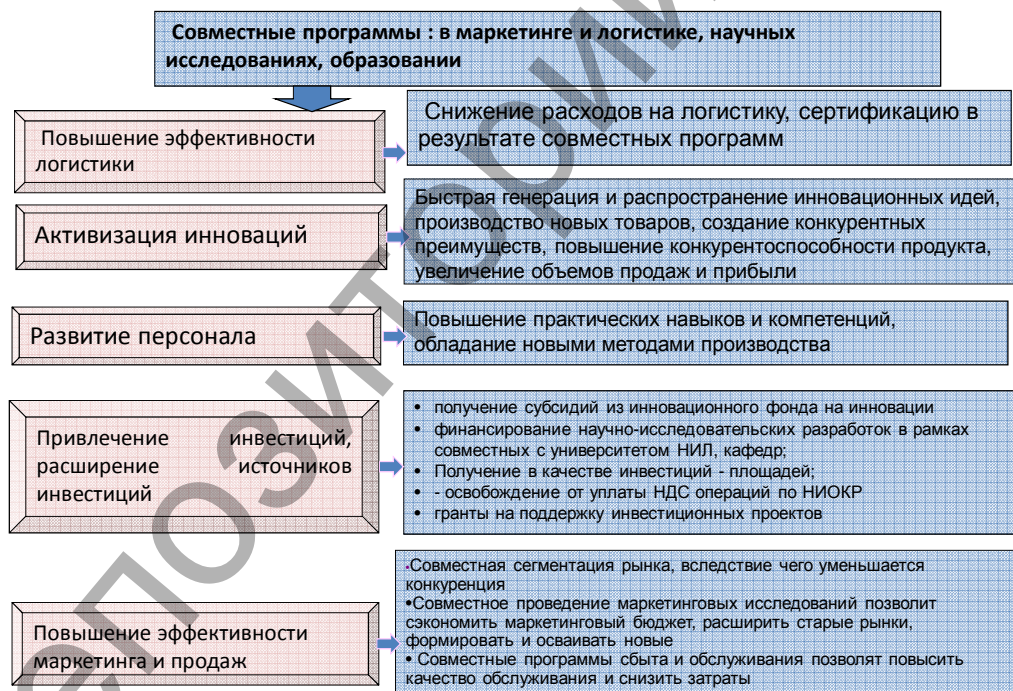 Совместные программы : в маркетинге и логистике, научных
исследованиях, образовании
Повышение эффективности
логистики
Снижение расходов на логистику, сертификацию в
результате совместных программ
Активизация инноваций
Быстрая генерация и распространение инновационных идей,
производство новых товаров, создание конкурентных
преимуществ, повышение конкурентоспособности продукта,
увеличение объемов продаж и прибыли
Развитие персонала
Повышение практических навыков и компетенций,
обладание новыми методами производства
Привлечение инвестиций,
расширение источников
инвестиций
• получение субсидий из инновационного фонда на инновации
• финансирование научно-исследовательских разработок в рамках
совместных с университетом НИЛ, кафедр;
• Получение в качестве инвестиций - площадей;
• - освобождение от уплаты НДС операций по НИОКР
• гранты на поддержку инвестиционных проектов
Повышение эффективности
маркетинга и продаж
•Совместная сегментация рынка, вследствие чего уменьшается
конкуренция
•Совместное проведение маркетинговых исследований позволит
сэкономить маркетинговый бюджет, расширить старые рынки,
формировать и осваивать новые
• Совместные программы сбыта и обслуживания позволят повысить
качество обслуживания и снизить затраты